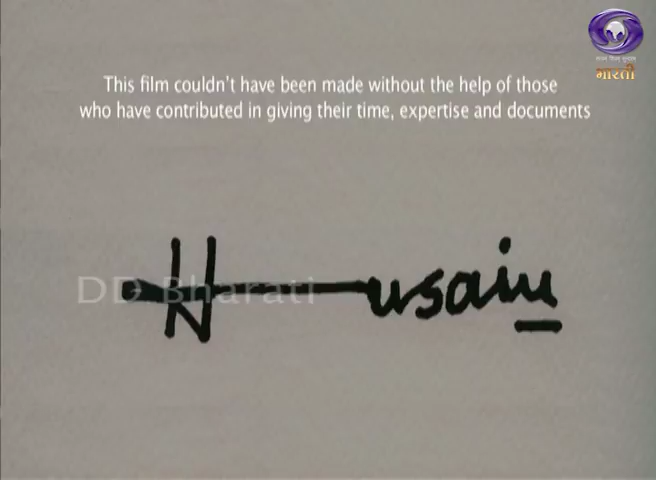 भारती
This film couldn't have been made without the help of those
who have contributed in giving their time, expertise and documents
Husain
DD Bharati